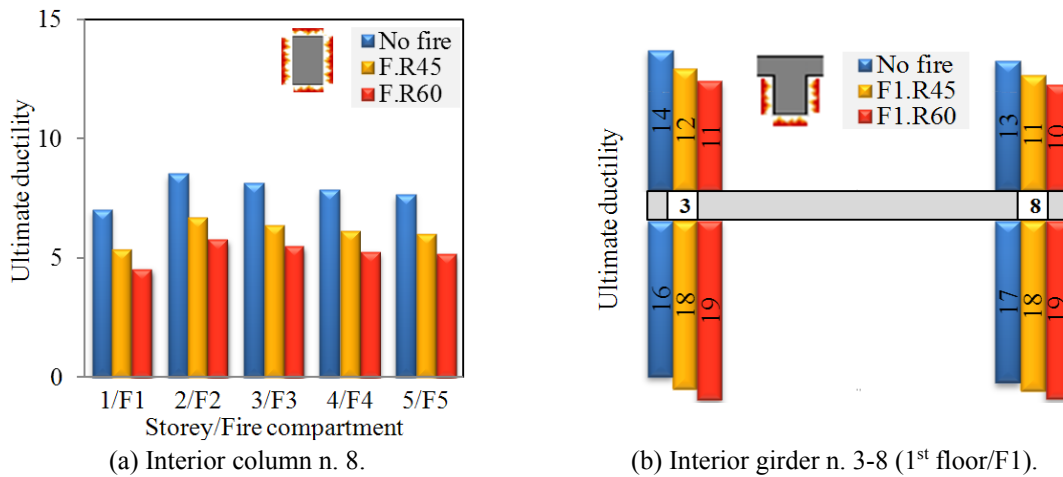 15
10
5
0
Ultimate ductility
No fire
F.R45
F.R60
1/F1 2/F2 3/F3 4/F4 5/F5
Storey/Fire compartment
(a) Interior column n. 8.
Ultimate ductility
No fire
F1.R45
F1.R60
14 12 11
13 11 10
3 8
16 18 19
17 18 19
(b) Interior girder n. 3-8 (1st floor/F1).